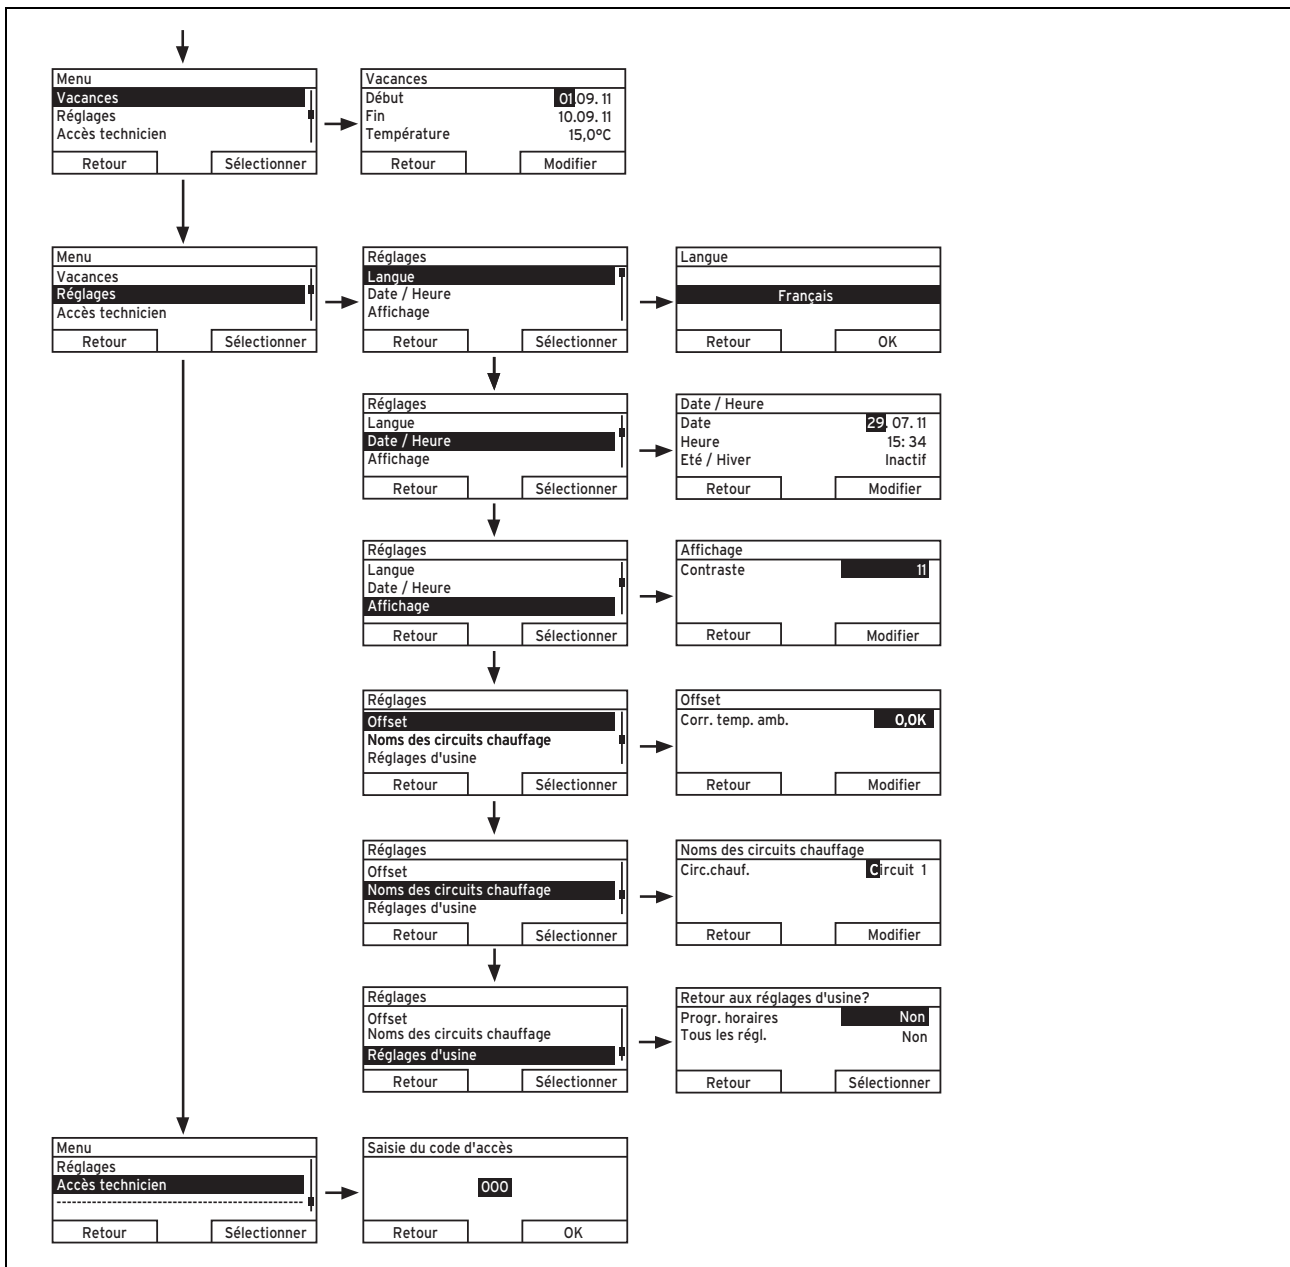 Menu
Vacances
Réglages
Accès technicien
Retour Sélectionner
Vacances
Début 01.09. 11
Fin 10.09. 11
Température 15,0°C
Retour Modifier
Menu
Vacances
Réglages
Accès technicien
Retour Sélectionner
Réglages
Langue
Date / Heure
Affichage
Retour Sélectionner
Langue
Français
Retour OK
Réglages
Langue
Date / Heure
Affichage
Retour Sélectionner
Date / Heure
Date 29. 07. 11
Heure 15: 34
Eté / Hiver Inactif
Retour Modifier
Réglages
Langue
Date / Heure
Affichage
Retour Sélectionner
Affichage
Contraste 11
Retour Modifier
Réglages
Offset
Noms des circuits chauffage
Réglages d'usine
Retour Sélectionner
Offset
Corr. temp. amb. 0,0K
Retour Modifier
Réglages
Offset
Noms des circuits chauffage
Réglages d'usine
Retour Sélectionner
Noms des circuits chauffage
Circ.chauf. Circuit 1
Retour Modifier
Réglages
Offset
Noms des circuits chauffage
Réglages d'usine
Retour Sélectionner
Retour aux réglages d'usine?
Progr. horaires Non
Tous les régl. Non
Retour Sélectionner
Menu
Réglages
Accès technicien
----------------------------------------
Retour Sélectionner
Saisie du code d'accès
000
Retour OK